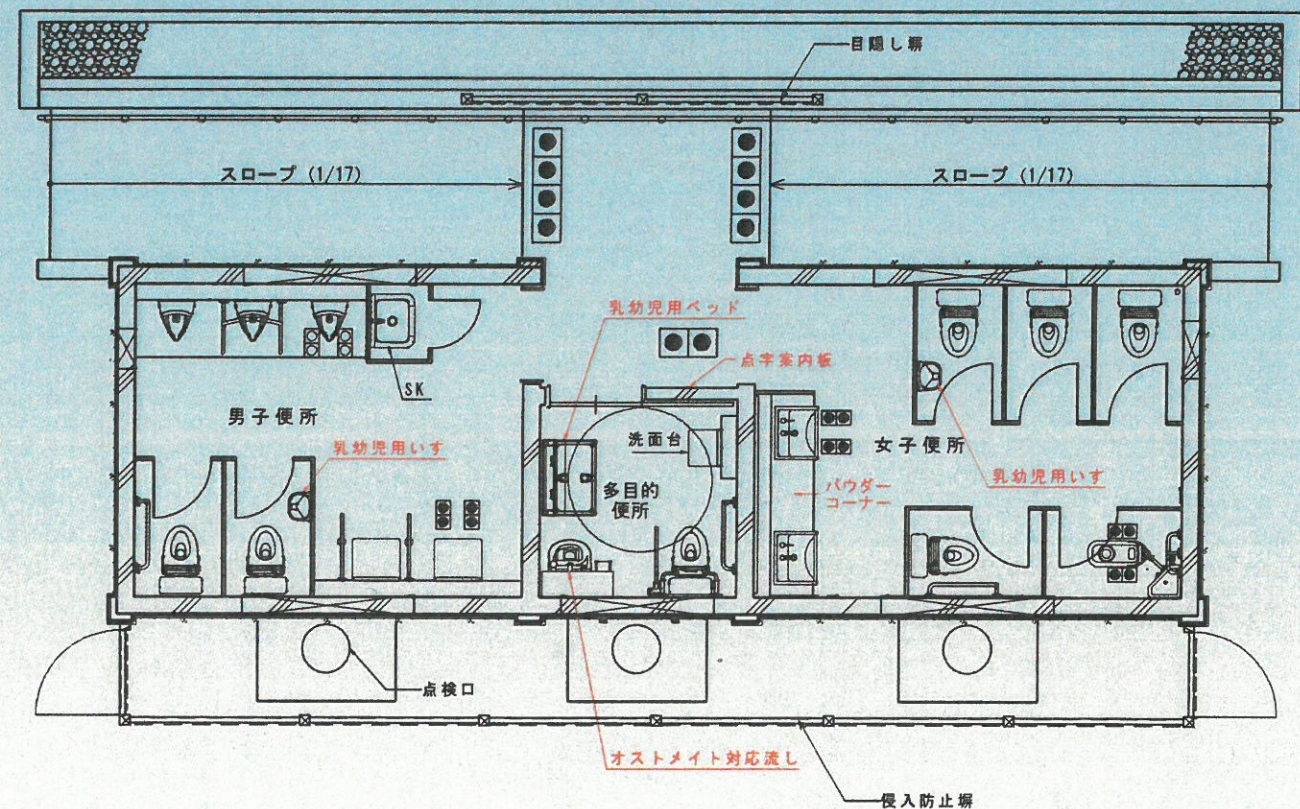 目隠し塀
スロープ (1/17)
スロープ (1/17)
乳幼児用ベッド
点字案内板
SK
男子便所
乳幼児用いす
洗面台
多目的
便所
女子便所
パウダー
コーナー
乳幼児用いす
点検口
オストメイト対応流し
侵入防止塀